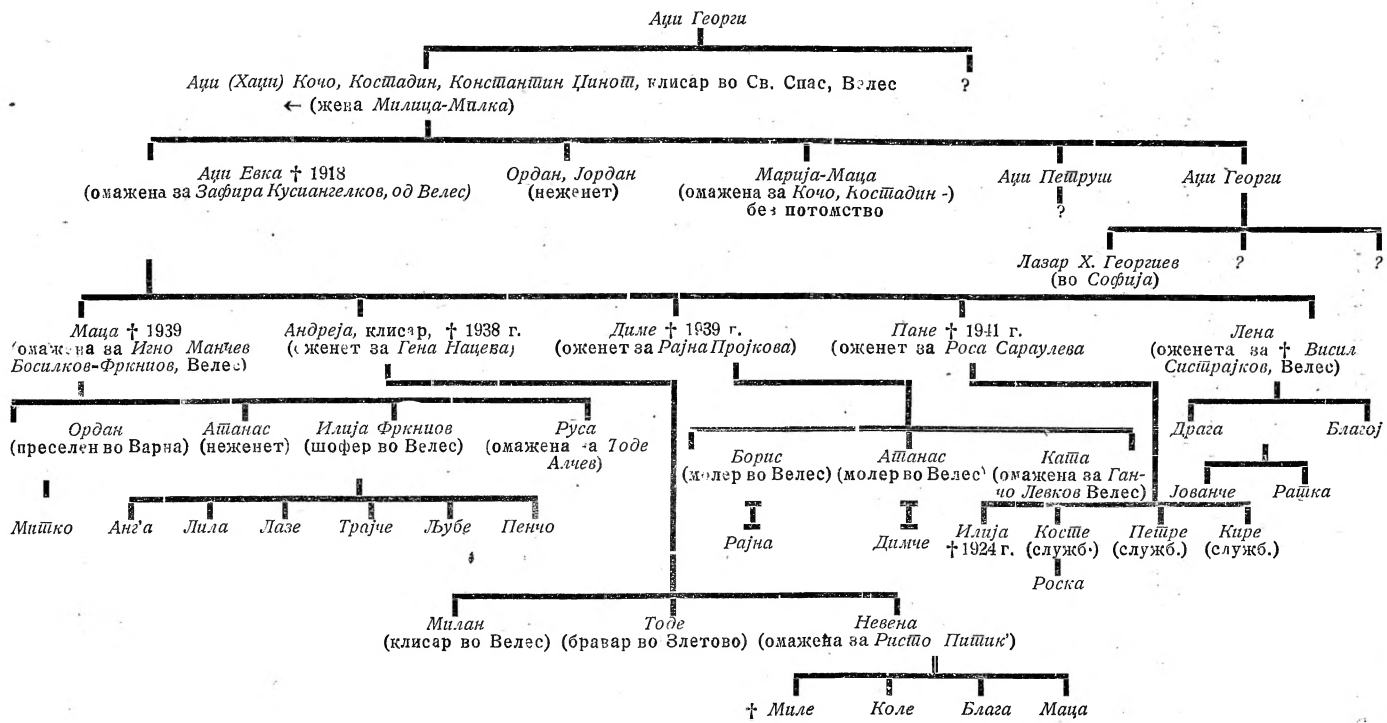 Аџи Георги
Аџи (Хаџи) Кочо, Костадин, Константин Џинот, клисар во Св. Спас, Велес
?
← (жена Милица-Милка)
Аџи Евка † 1918
(омажена за Зафира Кусиангелков, од Велес)
Ордан, Јордан
(неженет)
Марија-Маца
(омажена за Кочо, Костадин -)
без потомство
Аџи Петруш
?
Аџи Георги
Лазар Х. Георгиев
(во Софија)
?
?
Маца † 1939
(омажена за Игно Манчев
Босилков-Фркниов, Велес)
Андреја, клисар, † 1938 г.
(оженет за Гена Нацева)
Диме † 1939 г.
(оженет за Рајна Пројкова)
Пане † 1941 г.
(оженет за Роса Сараулева
Лена
(оженета за † Висил
Систрајков, Велес)
Ордан
(преселен во Варна)
Атанас
(неженет)
Илија Фркниов
(шофер во Велес)
Руса
(омажена за Тоде
Алчев)
Борис
(молер во Велес)
Атанас
(молер во Велес)
Ката
(омажена за Ган-
чо Левков Велес)
Драга
Благој
Јованче
Ратка
Митко
Анѓа
Лила
Лазе
Трајче
Љубе
Пенчо
Рајна
Димче
Илија
† 1924 г.
Косте
(служб.)
Петре
(служб.)
Кире
(служб.)
Роска
Милан
(клисар во Велес)
Тоде
(бравар во Злетово)
Невена
(омажена за Ристо Питиќ)
† Миле
Коле
Блага
Маца